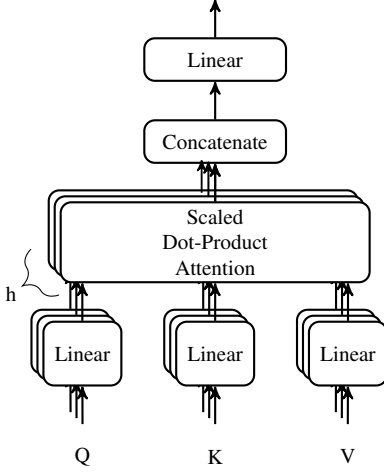 Linear
Concatenate
Scaled
Dot-Product
Attention
h
Linear Linear Linear
Q K V